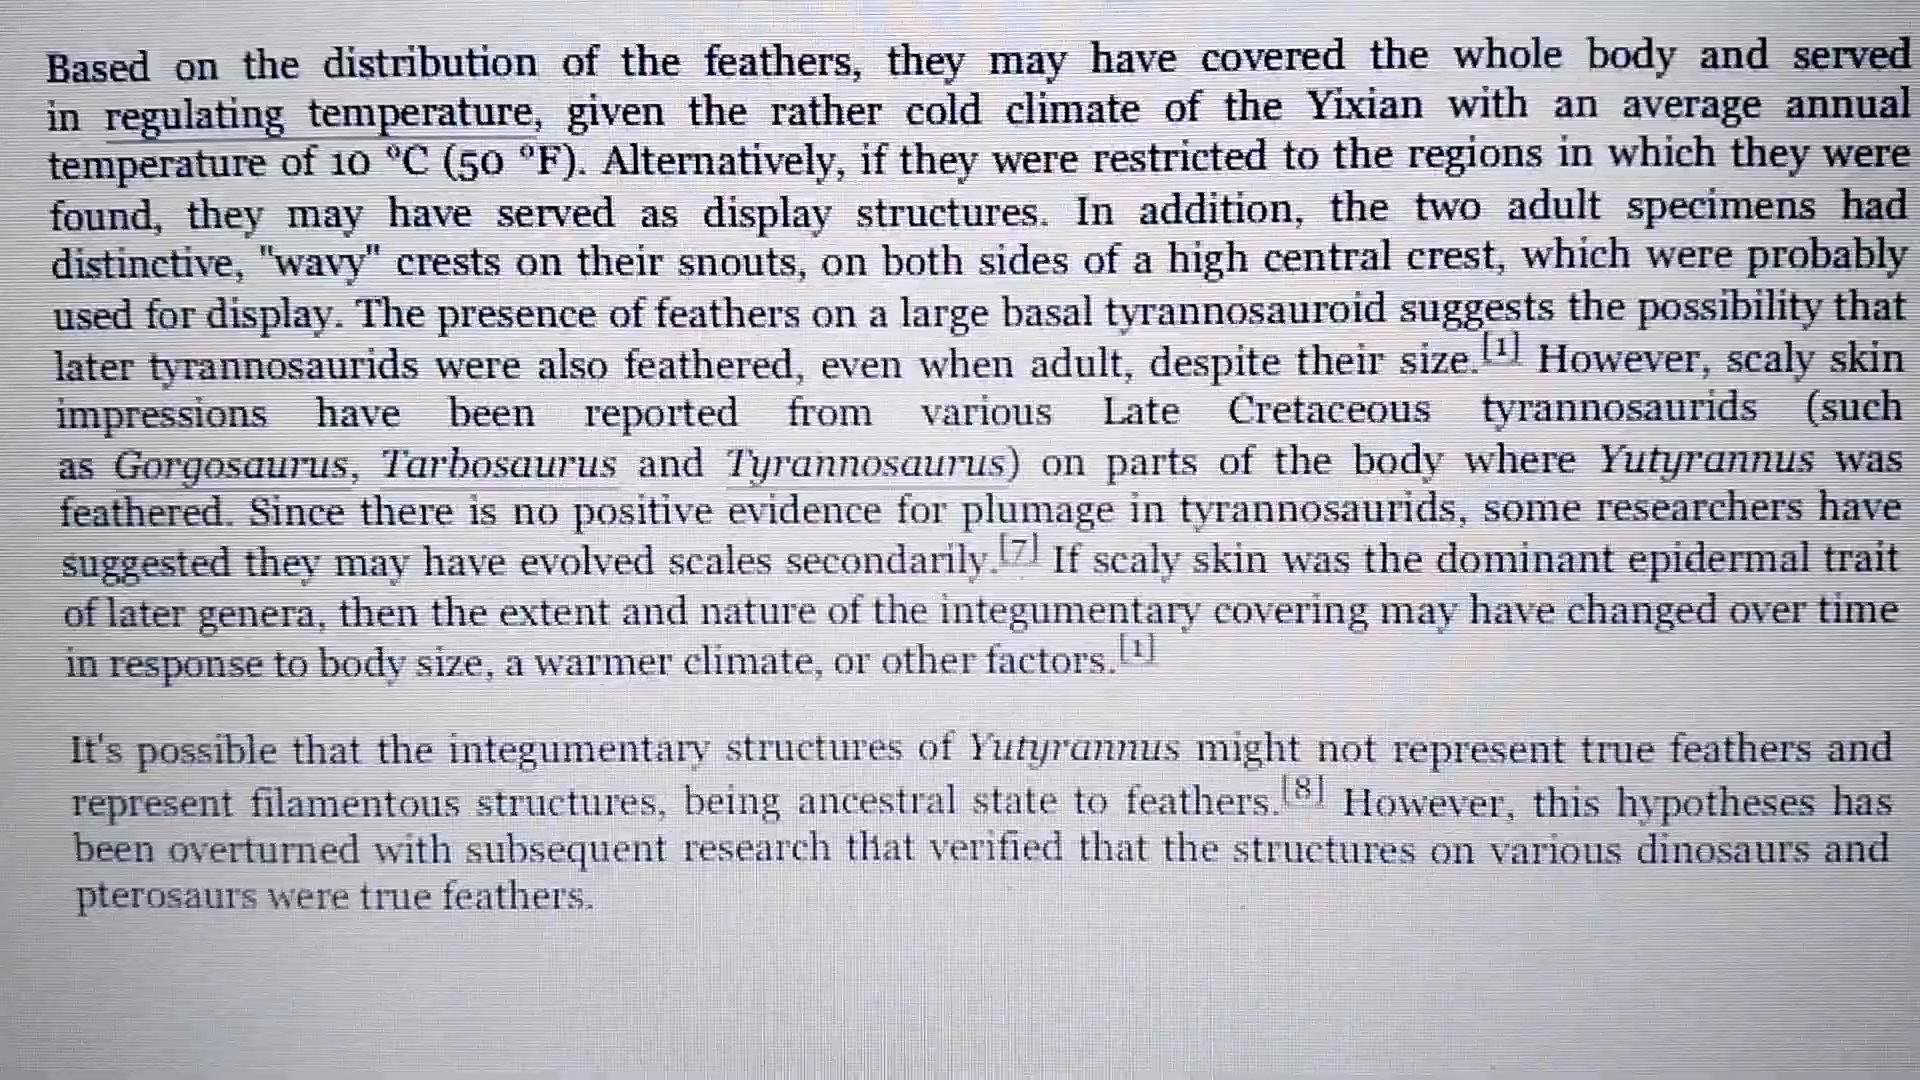 Based on the distribution of the feathers, they may have covered the whole body and served
in regulating temperature, given the rather cold climate of the Yixian with an average annual
temperature of 10 °C (50 °F). Alternatively, if they were restricted to the regions in which they were
found, they may have served as display structures. In addition, the two adult specimens had
distinctive, "wavy" crests on their snouts, on both sides of a high central crest, which were probably
used for display. The presence of feathers on a large basal tyrannosauroid suggests the possibility that
later tyrannosaurids were also feathered, even when adult, despite their size.[1] However, scaly skin
impressions have been reported from various Late Cretaceous tyrannosaurids (such
as Gorgosaurus, Tarbosaurus and Tyrannosaurus) on parts of the body where Yutyrannus was
feathered. Since there is no positive evidence for plumage in tyrannosaurids, some researchers have
suggested they may have evolved scales secondarily.[7] If scaly skin was the dominant epidermal trait
of later genera, then the extent and nature of the integumentary covering may have changed over time
in response to body size, a warmer climate, or other factors.[1]
It's possible that the integumentary structures of Yutyrannus might not represent true feathers and
represent filamentous structures, being ancestral state to feathers.[8] However, this hypotheses has
been overturned with subsequent research that verified that the structures on various dinosaurs and
pterosaurs were true feathers.